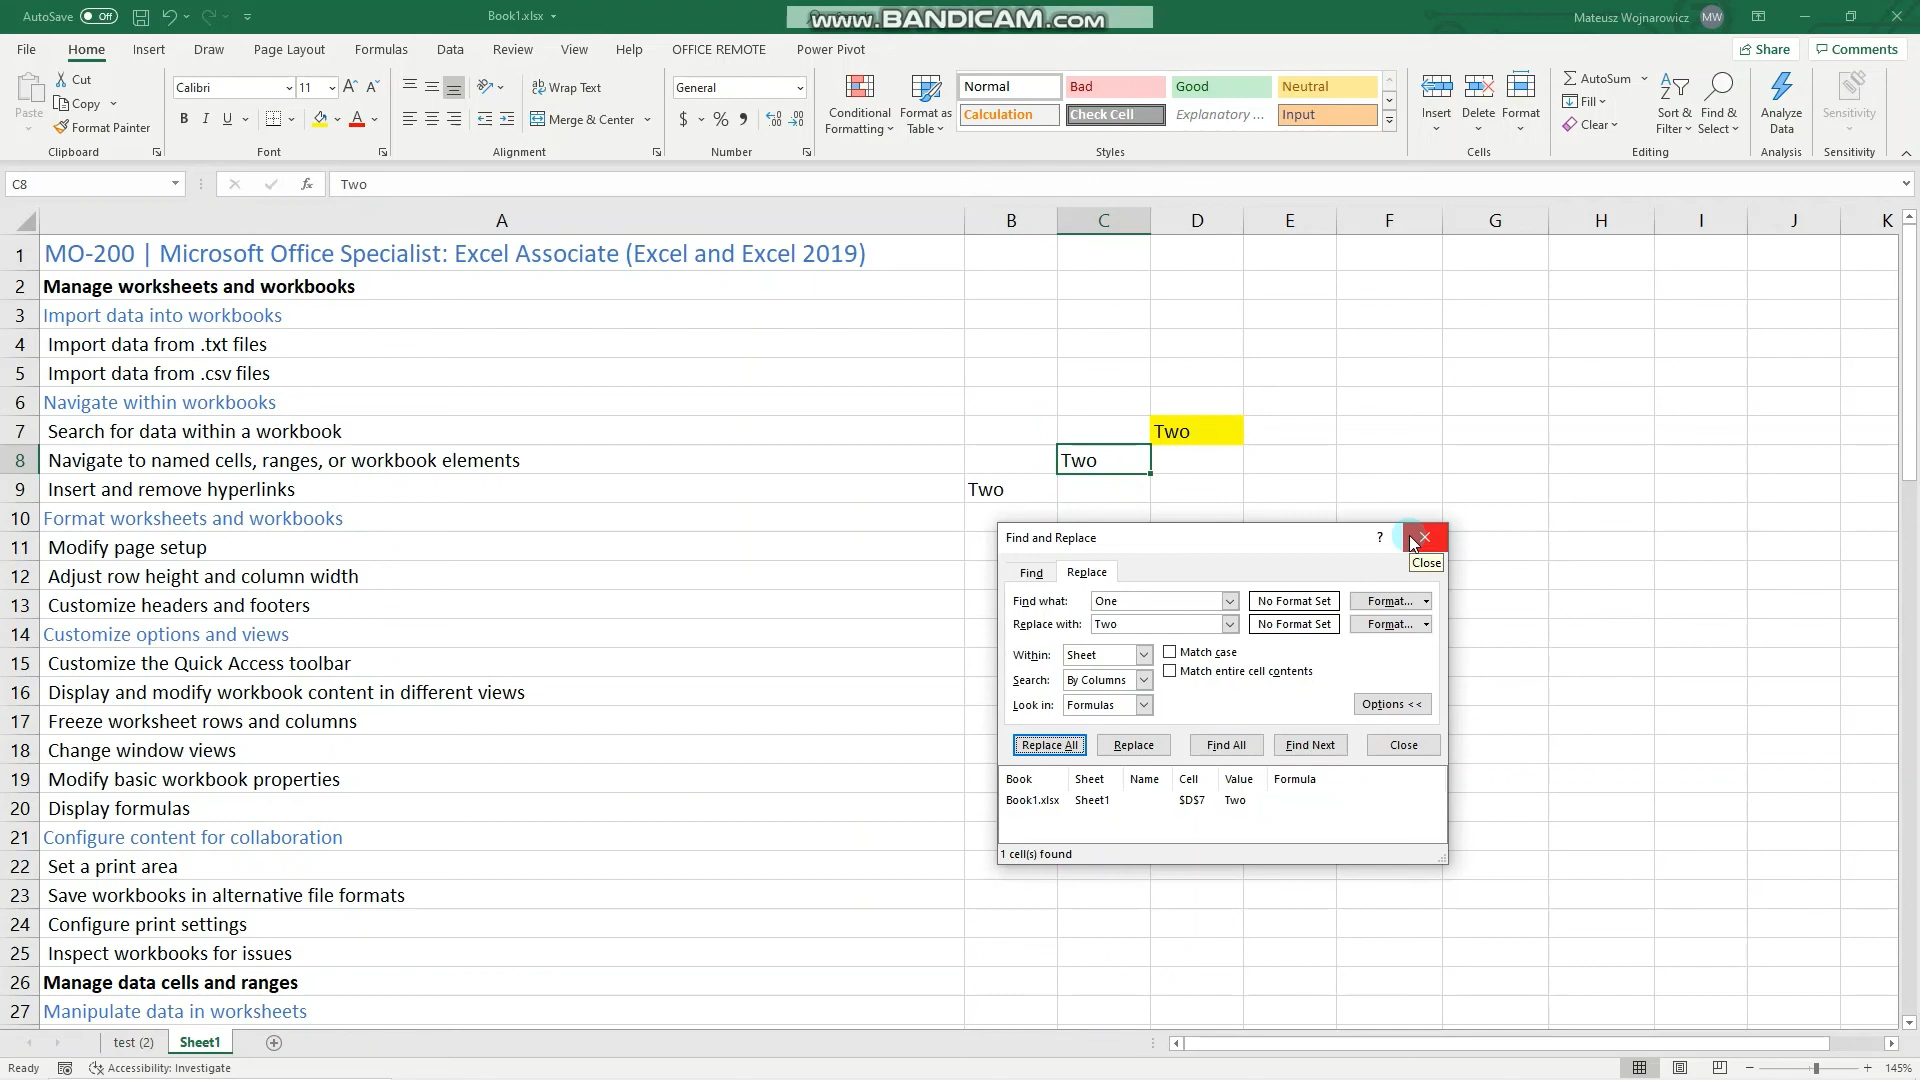 AutoSave Off Book1.xlsx www.BANDICAM.com Mateusz Wojnarowicz MW
File Home Insert Draw Page Layout Formulas Data Review View Help OFFICE REMOTE Power Pivot Share Comments
Paste
Cut
Copy
Format Painter
Clipboard
Calibri 11
B I U
Font
Wrap Text
Merge & Center
Alignment
General
$ %
Number
Conditional Formatting
Format as Table
Normal Bad Good Neutral
Calculation Check Cell Explanatory ... Input
Styles
Insert Delete Format
Cells
AutoSum
Fill
Clear
Sort & Filter
Find & Select
Editing
Analyze Data
Analysis
Sensitivity
Sensitivity
C8 fx Two
A B C D E F G H I J K
1 MO-200 | Microsoft Office Specialist: Excel Associate (Excel and Excel 2019)
2 Manage worksheets and workbooks
3 Import data into workbooks
4 Import data from .txt files
5 Import data from .csv files
6 Navigate within workbooks
7 Search for data within a workbook Two
8 Navigate to named cells, ranges, or workbook elements Two
9 Insert and remove hyperlinks Two
10 Format worksheets and workbooks
11 Modify page setup
12 Adjust row height and column width
13 Customize headers and footers
14 Customize options and views
15 Customize the Quick Access toolbar
16 Display and modify workbook content in different views
17 Freeze worksheet rows and columns
18 Change window views
19 Modify basic workbook properties
20 Display formulas
21 Configure content for collaboration
22 Set a print area
23 Save workbooks in alternative file formats
24 Configure print settings
25 Inspect workbooks for issues
26 Manage data cells and ranges
27 Manipulate data in worksheets
Find and Replace ?
Close
Find Replace
Find what: One No Format Set Format...
Replace with: Two No Format Set Format...
Within: Sheet Match case
Search: By Columns Match entire cell contents
Look in: Formulas Options <<
Replace All Replace Find All Find Next Close
Book Sheet Name Cell Value Formula
Book1.xlsx Sheet1 $D$7 Two
1 cell(s) found
test (2) Sheet1
Ready Accessibility: Investigate 145%